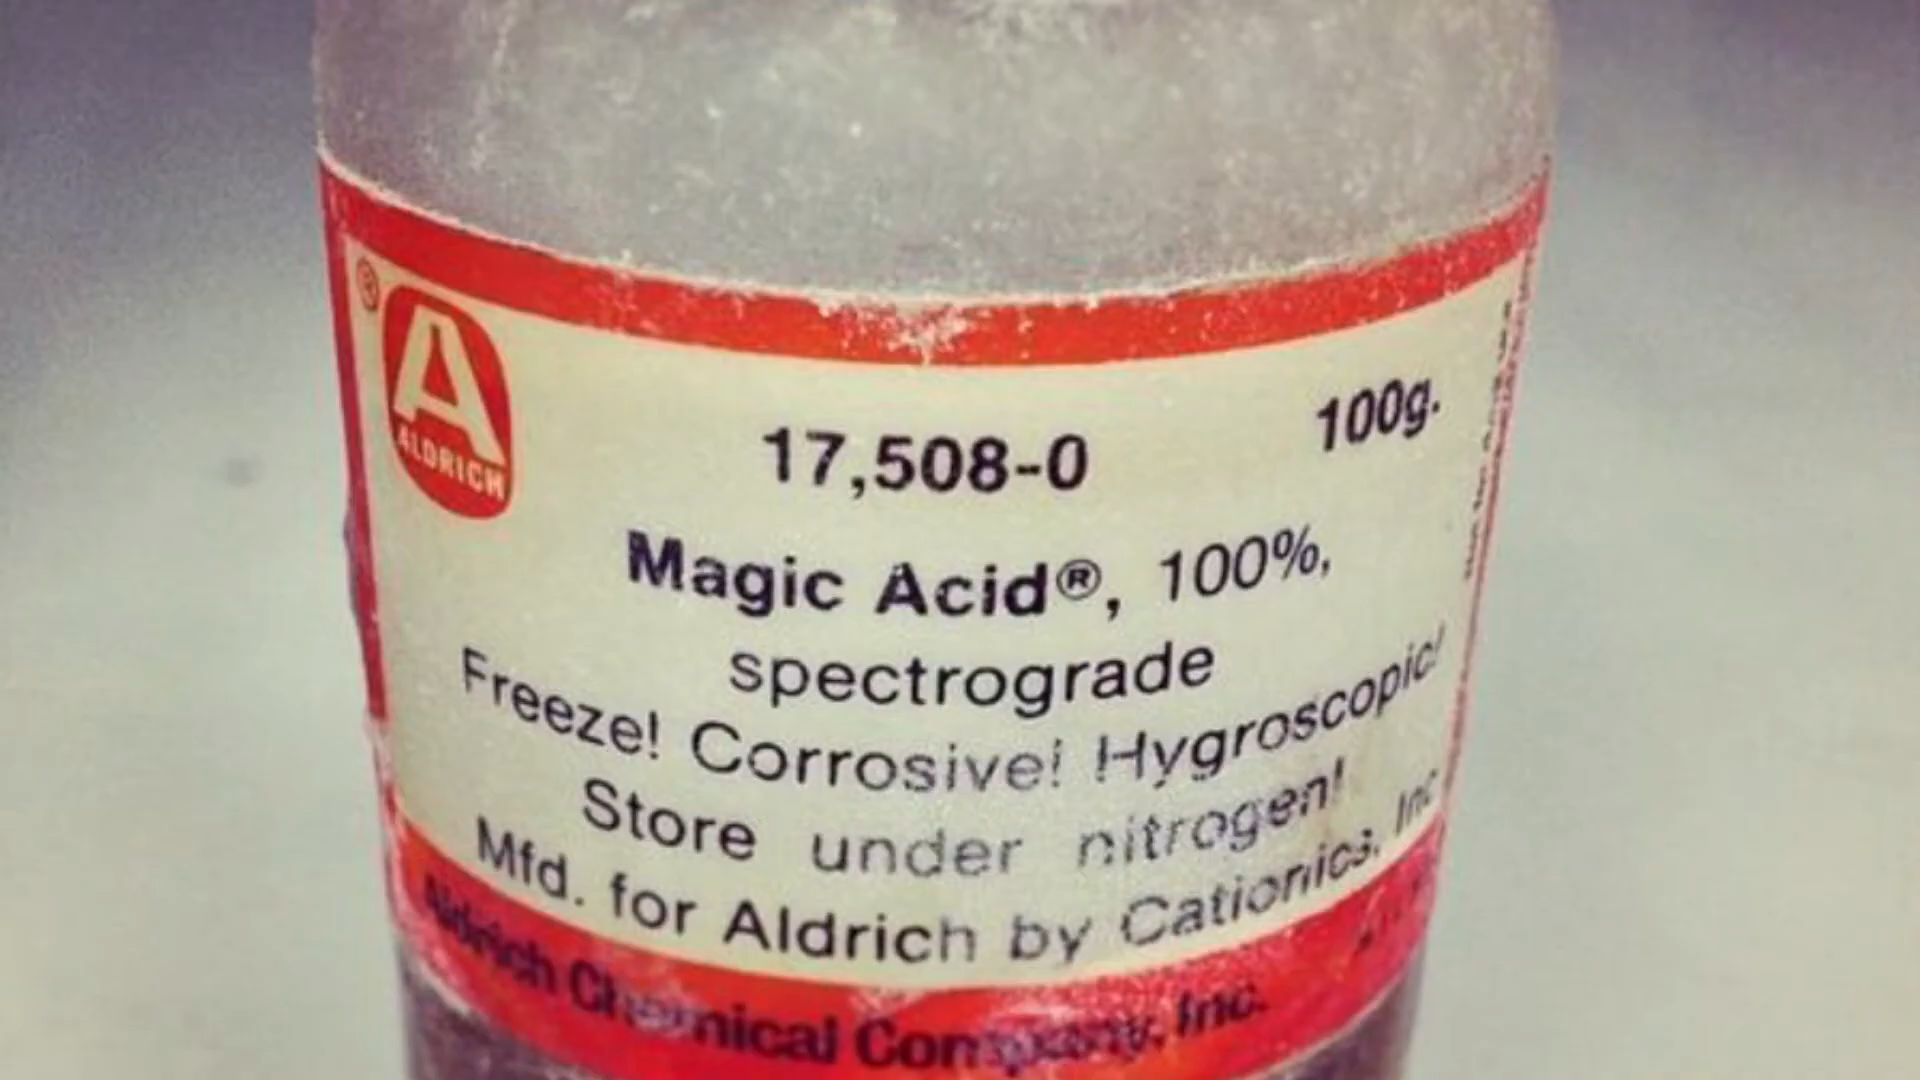 ®
A
ALDRICH
17,508-0
100g.
Magic Acid®, 100%,
spectrograde
Freeze! Corrosive! Hygroscopic!
Store under nitrogen!
Mfd. for Aldrich by Cationics, Inc
Aldrich Chemical Company, Inc.